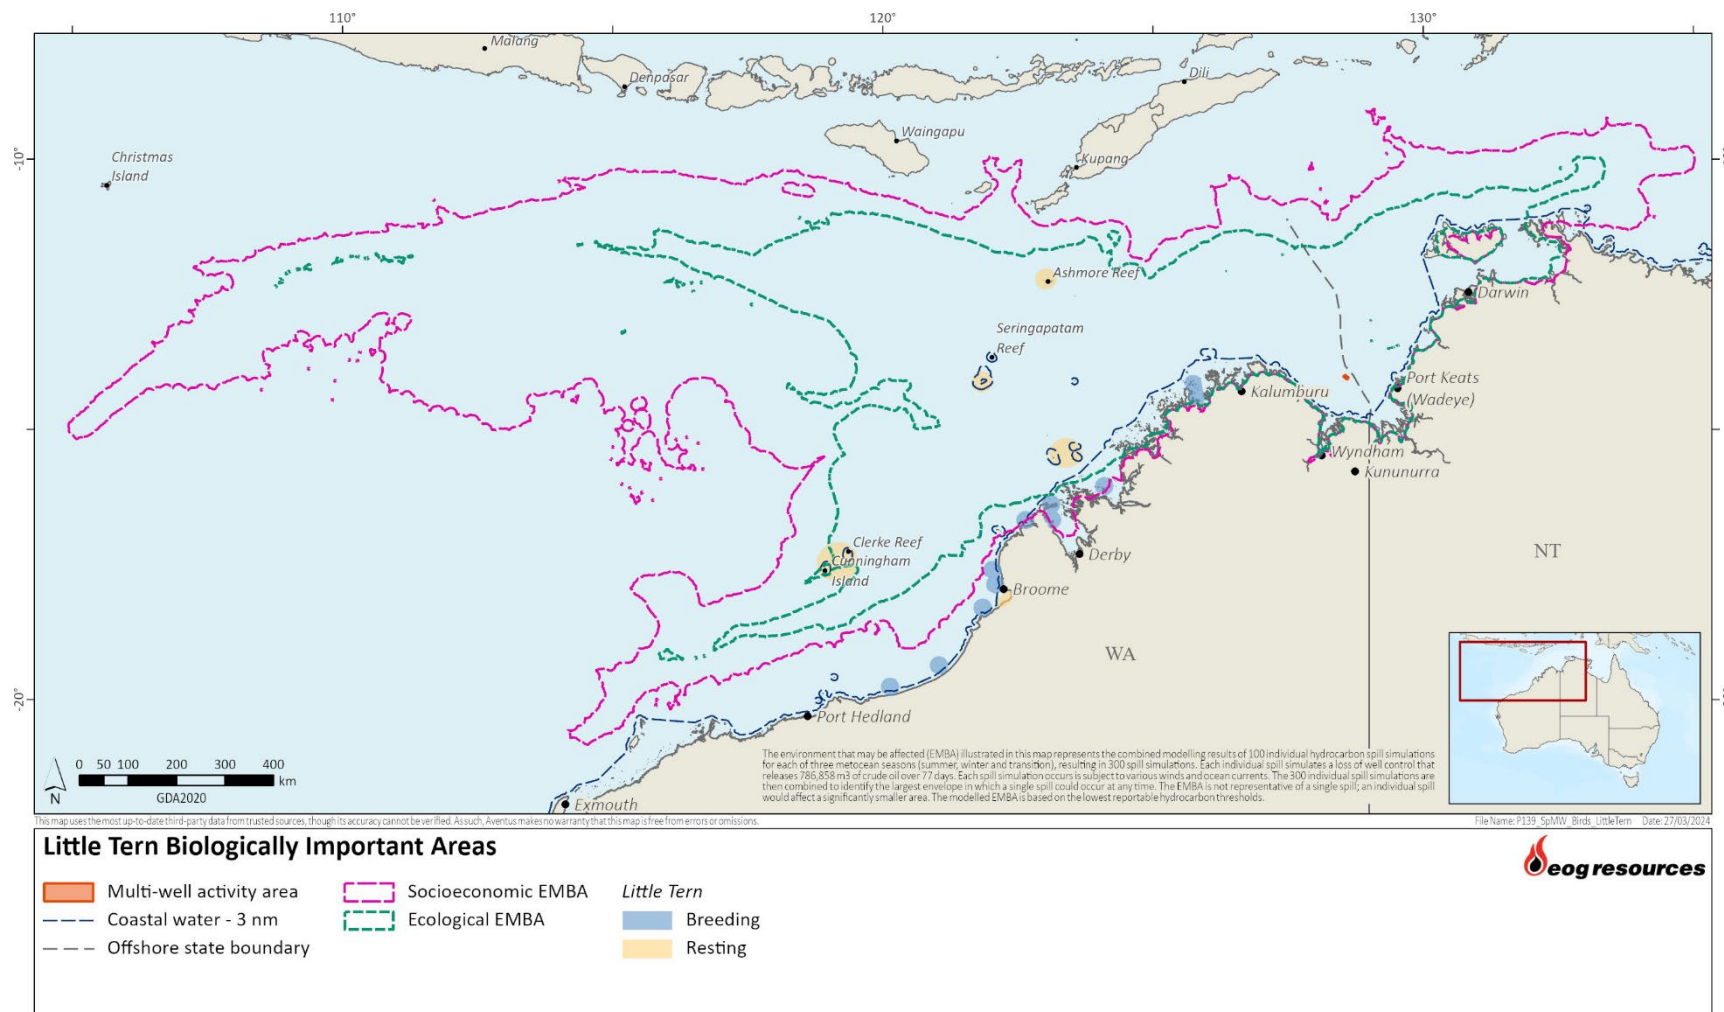 110°
120°
130°
-10°
-20°
Malang
Denpasar
Dili
Waingapu
Kupang
Christmas
Island
Ashmore Reef
Seringapatam
Reef
Darwin
Port Keats
(Wadeye)
Kalumburu
Wyndham
Kununurra
Clerke Reef
Cunningham
Island
Derby
Broome
NT
WA
Port Hedland
Exmouth
0 50 100 200 300 400
km
N
GDA2020
The environment that may be affected (EMBA) illustrated in this map represents the combined modelling results of 100 individual hydrocarbon spill simulations
for each of three metocean seasons (summer, winter and transition), resulting in 300 spill simulations. Each individual spill simulates a loss of well control that
releases 786,858 m3 of crude oil over 77 days. Each spill simulation occurs is subject to various winds and ocean currents. The 300 individual spill simulations are
then combined to identify the largest envelope in which a single spill could occur at any time. The EMBA is not representative of a single spill; an individual spill
would affect a significantly smaller area. The modelled EMBA is based on the lowest reportable hydrocarbon thresholds.
This map uses the most up-to-date third-party data from trusted sources, though its accuracy cannot be verified. As such, Aventus makes no warranty that this map is free from errors or omissions.
File Name: P139_SpMW_Birds_LittleTern Date: 27/03/2024
Little Tern Biologically Important Areas
eog resources
Multi-well activity area
Coastal water - 3 nm
Offshore state boundary
Socioeconomic EMBA
Ecological EMBA
Little Tern
Breeding
Resting